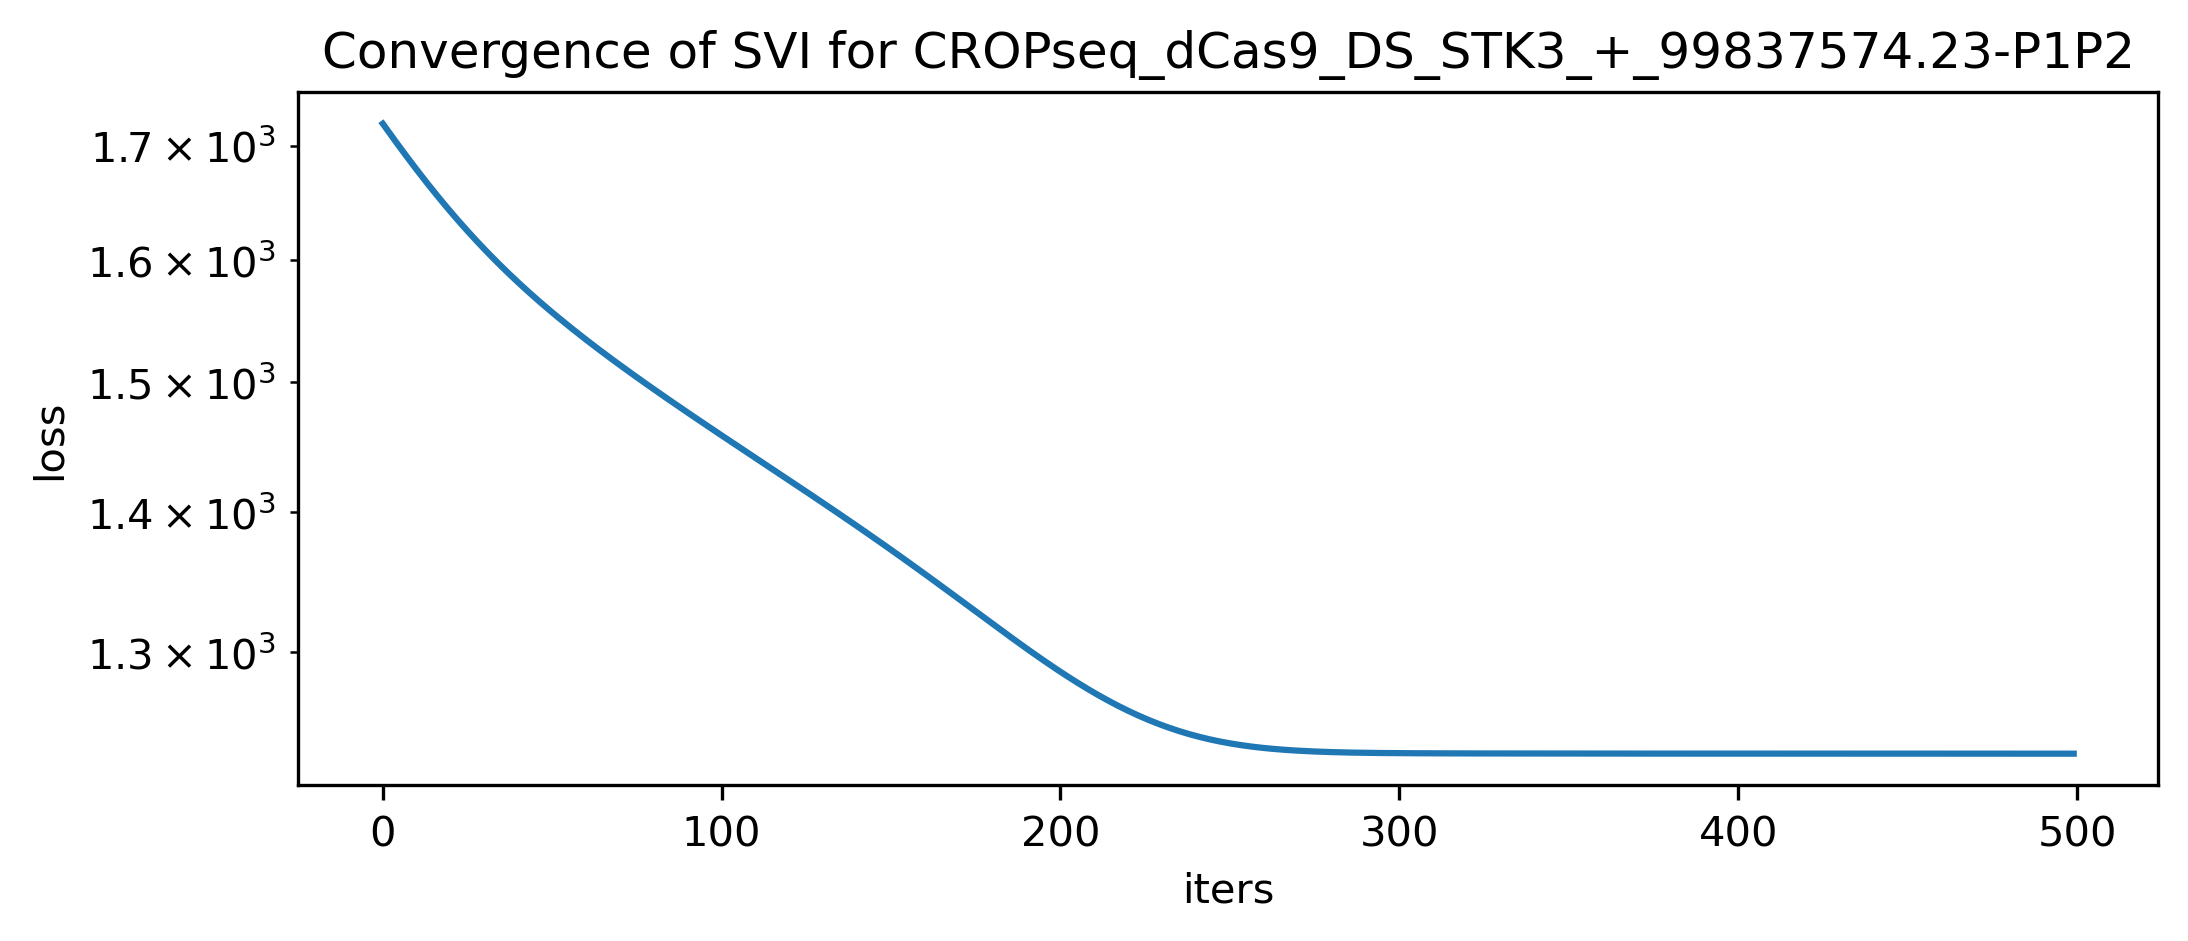 Convergence of SVI for CROPseq_dCas9_DS_STK3_+_99837574.23-P1P2
1.7 × 10³
1.6 × 10³
1.5 × 10³
1.4 × 10³
1.3 × 10³
loss
0 100 200 300 400 500
iters